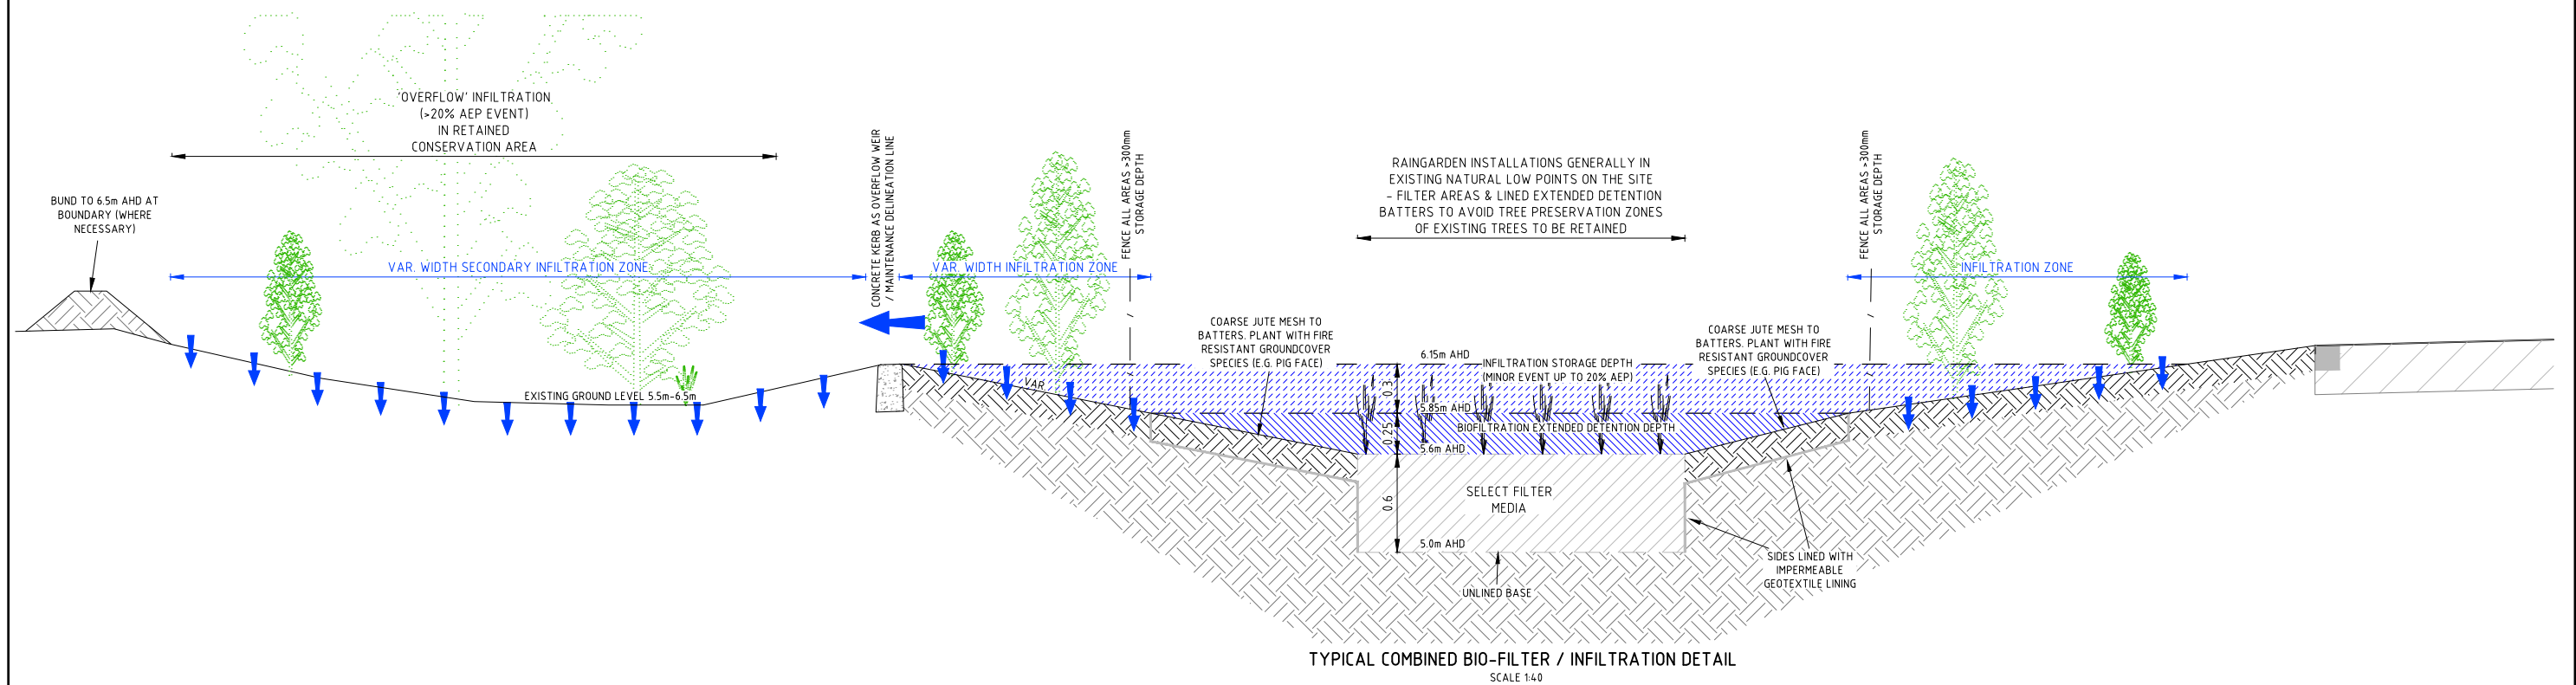 'OVERFLOW' INFILTRATION
(>20% AEP EVENT)
IN RETAINED
CONSERVATION AREA
BUND TO 6.5m AHD AT
BOUNDARY (WHERE
NECESSARY)
VAR. WIDTH SECONDARY INFILTRATION ZONE
EXISTING GROUND LEVEL 5.5m-6.5m
CONCRETE KERB AS OVERFLOW WEIR
/ MAINTENANCE DELINEATION LINE
VAR. WIDTH INFILTRATION ZONE
VAR.
FENCE ALL AREAS >300mm
STORAGE DEPTH
COARSE JUTE MESH TO
BATTERS. PLANT WITH FIRE
RESISTANT GROUNDCOVER
SPECIES (E.G. PIG FACE)
RAINGARDEN INSTALLATIONS GENERALLY IN
EXISTING NATURAL LOW POINTS ON THE SITE
- FILTER AREAS & LINED EXTENDED DETENTION
BATTERS TO AVOID TREE PRESERVATION ZONES
OF EXISTING TREES TO BE RETAINED
6.15m AHD
INFILTRATION STORAGE DEPTH
(MINOR EVENT UP TO 20% AEP)
0.3
5.85m AHD
BIOFILTRATION EXTENDED DETENTION DEPTH
0.25
5.6m AHD
SELECT FILTER
MEDIA
0.6
5.0m AHD
UNLINED BASE
COARSE JUTE MESH TO
BATTERS. PLANT WITH FIRE
RESISTANT GROUNDCOVER
SPECIES (E.G. PIG FACE)
FENCE ALL AREAS >300mm
STORAGE DEPTH
INFILTRATION ZONE
SIDES LINED WITH
IMPERMEABLE
GEOTEXTILE LINING
TYPICAL COMBINED BIO-FILTER / INFILTRATION DETAIL
SCALE 1:40